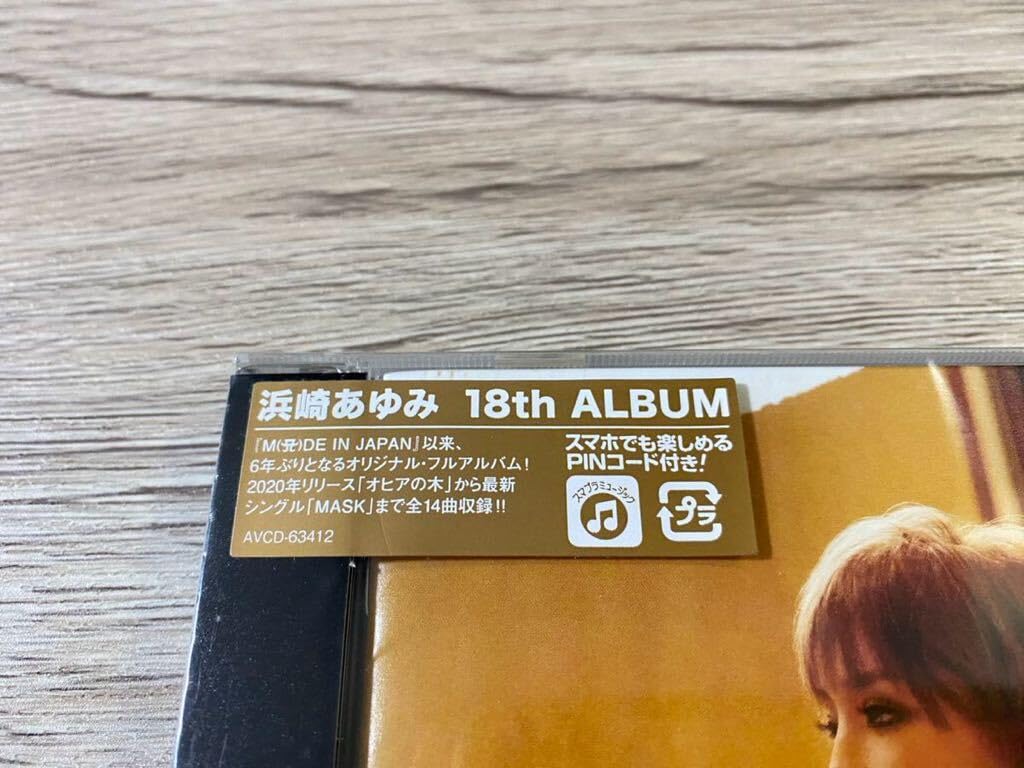 浜崎あゆみ 18th ALBUM
『M(A)DE IN JAPAN』以来、
6年ぶりとなるオリジナル・フルアルバム!
2020年リリース「オヒアの木」から最新
シングル「MASK」まで全14曲収録!!
AVCD-63412
スマホでも楽しめる
PINコード付き!
スマプラミュージック
プラ